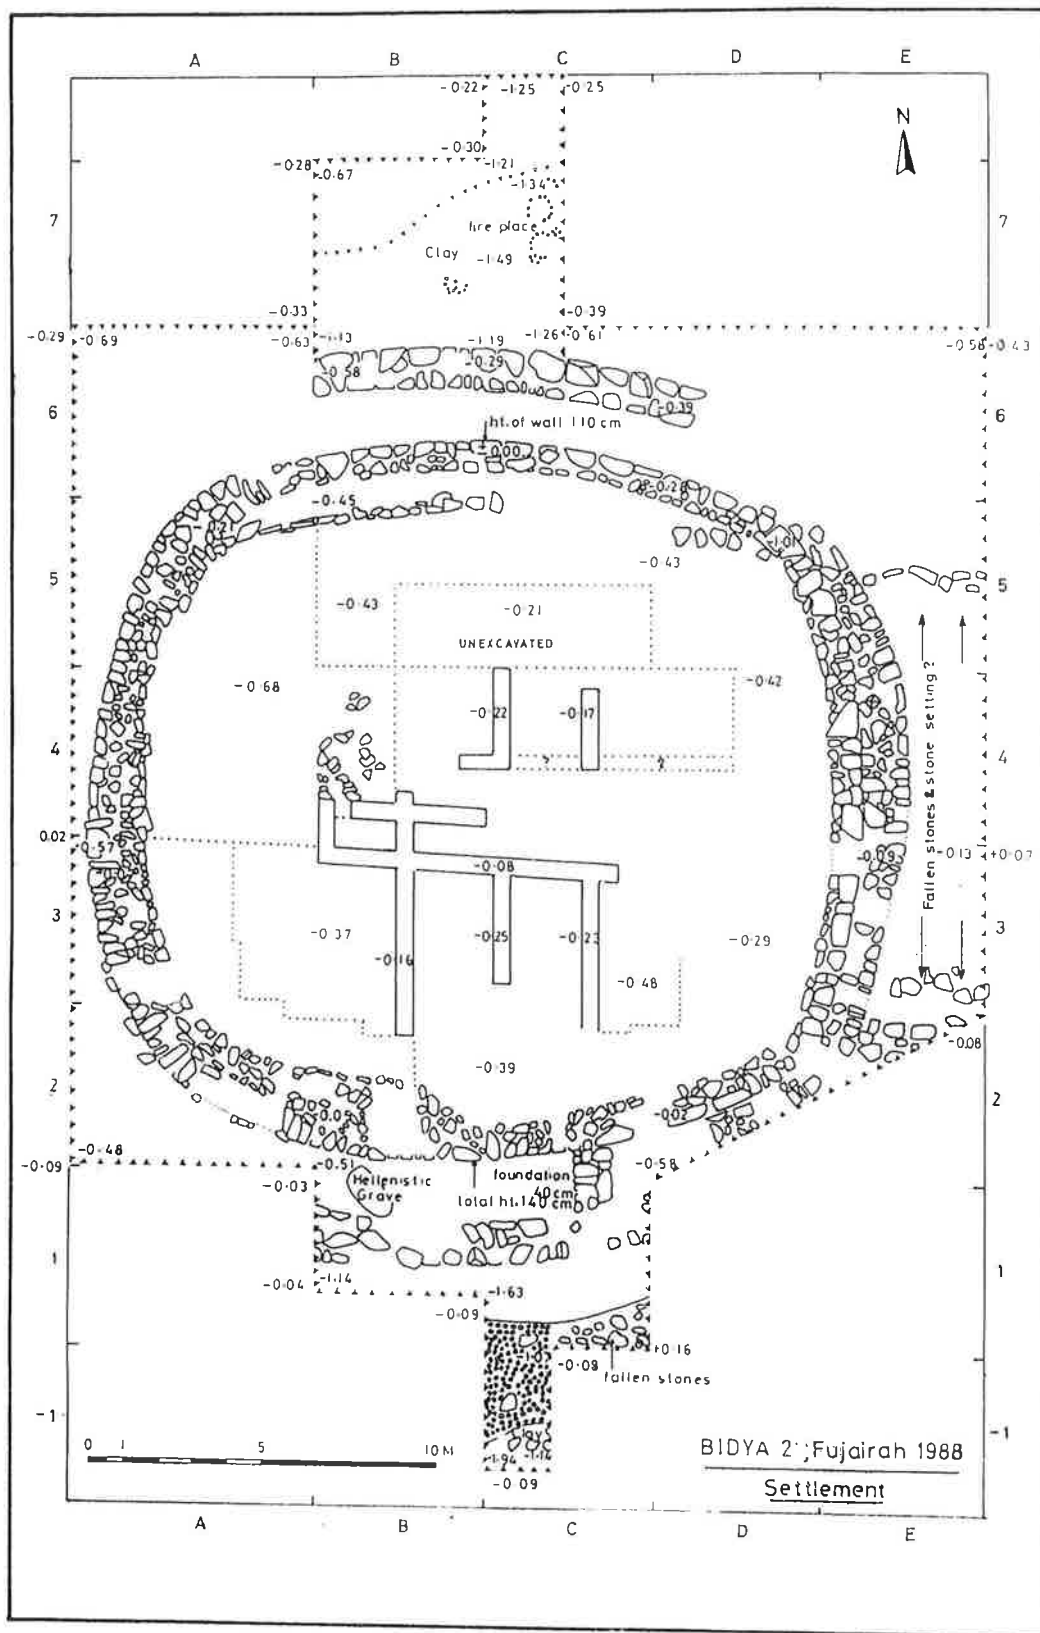 A B C D E
-0.22 -1.25 -0.25
N
-0.30
-0.28 -1.21
-0.67
-1.34
7 7
fire place
Clay -1.49
-0.33 -0.39
-0.29 -0.69 -0.63 -1.13 -1.19 -1.26 -0.61 -0.58 -0.43
-0.29
-0.58
-0.39
6 6
ht. of wall 110 cm
0.00
-0.28
-0.45
-0.21
-1.01
-0.43
5 5
-0.43 -0.21
UNEXCAVATED
-0.42
-0.68
-0.22 -0.17
Fallen stones & stone setting?
4 4
? ?
0.02
-0.57 -0.09 -0.13 +0.07
-0.08
3 3
-0.37 -0.25 -0.23 -0.29
-0.16
-0.48
-0.08
-0.39
2 2
-0.02
-0.48 -0.51 -0.58
-0.09
Hellenistic
Grave
foundation
40 cm
total ht. 140 cm
-0.03
1 1
-0.04 -1.14 -1.63
-0.09
+0.16
-0.08
fallen stones
-1 -1
Clay
-1.94 -1.14
-0.09
0 1 5 10 M
BIDYA 2 ; Fujairah 1988
Settlement
A B C D E